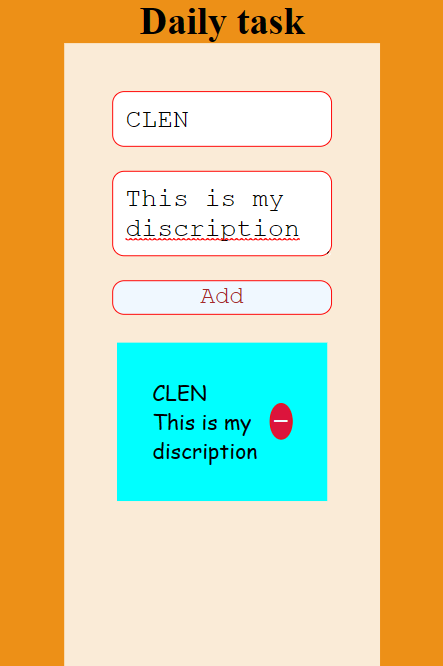 Daily task
CLEN
This is my
discription
Add
CLEN
This is my
discription